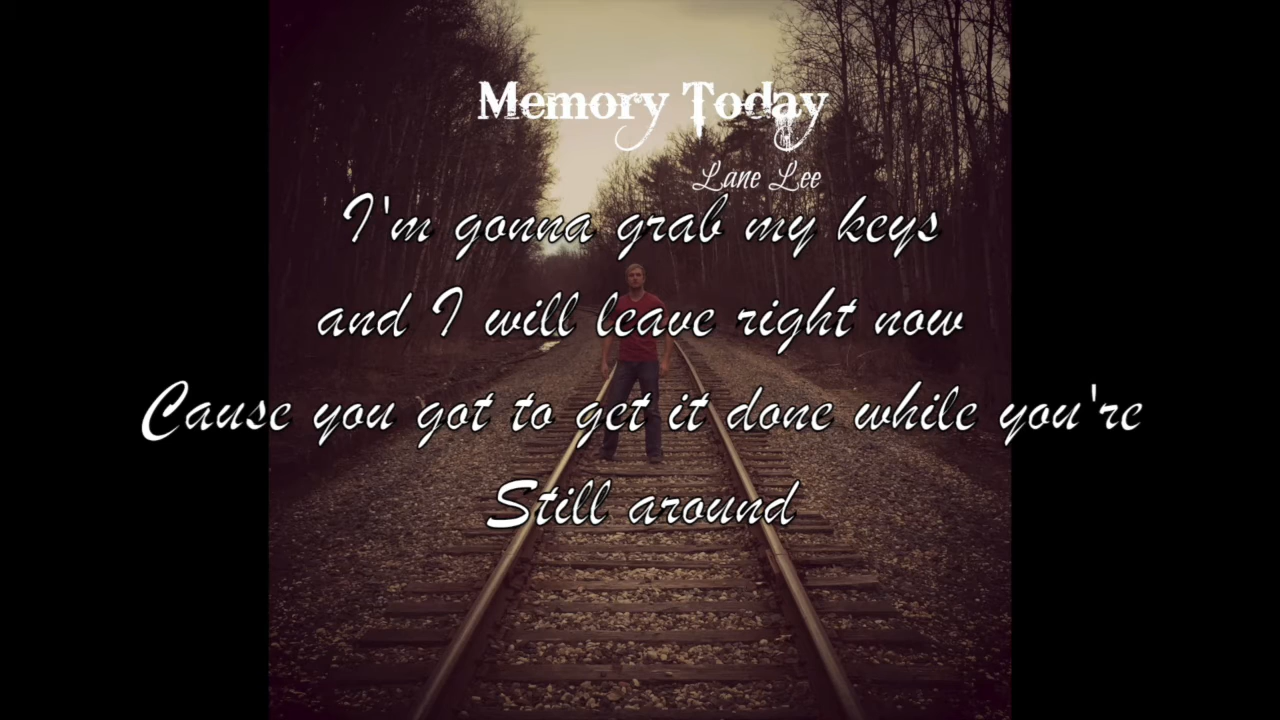 Memory Today
Lane Lee
I'm gonna grab my keys
and I will leave right now
Cause you got to get it done while you're
Still around